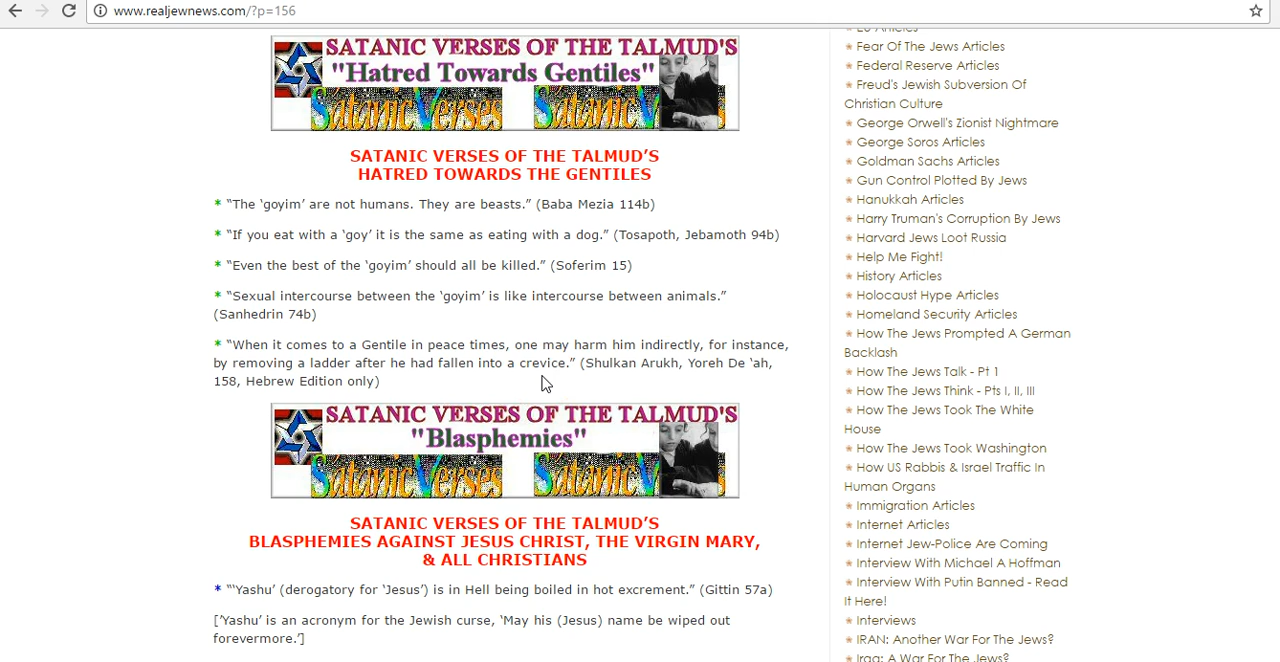 www.realjewnews.com/?p=156
SATANIC VERSES OF THE TALMUD'S
"Hatred Towards Gentiles"
Satanic Verses
SATANIC VERSES OF THE TALMUD’S
HATRED TOWARDS THE GENTILES
* “The ‘goyim’ are not humans. They are beasts.” (Baba Mezia 114b)
* “If you eat with a ‘goy’ it is the same as eating with a dog.” (Tosapoth, Jebamoth 94b)
* “Even the best of the ‘goyim’ should all be killed.” (Soferim 15)
* “Sexual intercourse between the ‘goyim’ is like intercourse between animals.”
(Sanhedrin 74b)
* “When it comes to a Gentile in peace times, one may harm him indirectly, for instance,
by removing a ladder after he had fallen into a crevice.” (Shulkan Arukh, Yoreh De ‘ah,
158, Hebrew Edition only)
SATANIC VERSES OF THE TALMUD'S
"Blasphemies"
Satanic Verses
SATANIC VERSES OF THE TALMUD’S
BLASPHEMIES AGAINST JESUS CHRIST, THE VIRGIN MARY,
& ALL CHRISTIANS
* “‘Yashu’ (derogatory for ‘Jesus’) is in Hell being boiled in hot excrement.” (Gittin 57a)
[’Yashu’ is an acronym for the Jewish curse, ‘May his (Jesus) name be wiped out
forevermore.’]
EU Articles
Fear Of The Jews Articles
Federal Reserve Articles
Freud's Jewish Subversion Of
Christian Culture
George Orwell's Zionist Nightmare
George Soros Articles
Goldman Sachs Articles
Gun Control Plotted By Jews
Hanukkah Articles
Harry Truman's Corruption By Jews
Harvard Jews Loot Russia
Help Me Fight!
History Articles
Holocaust Hype Articles
Homeland Security Articles
How The Jews Prompted A German
Backlash
How The Jews Talk - Pt 1
How The Jews Think - Pts I, II, III
How The Jews Took The White
House
How The Jews Took Washington
How US Rabbis & Israel Traffic In
Human Organs
Immigration Articles
Internet Articles
Internet Jew-Police Are Coming
Interview With Michael A Hoffman
Interview With Putin Banned - Read
It Here!
Interviews
IRAN: Another War For The Jews?
Iraq: A War For The Jews?